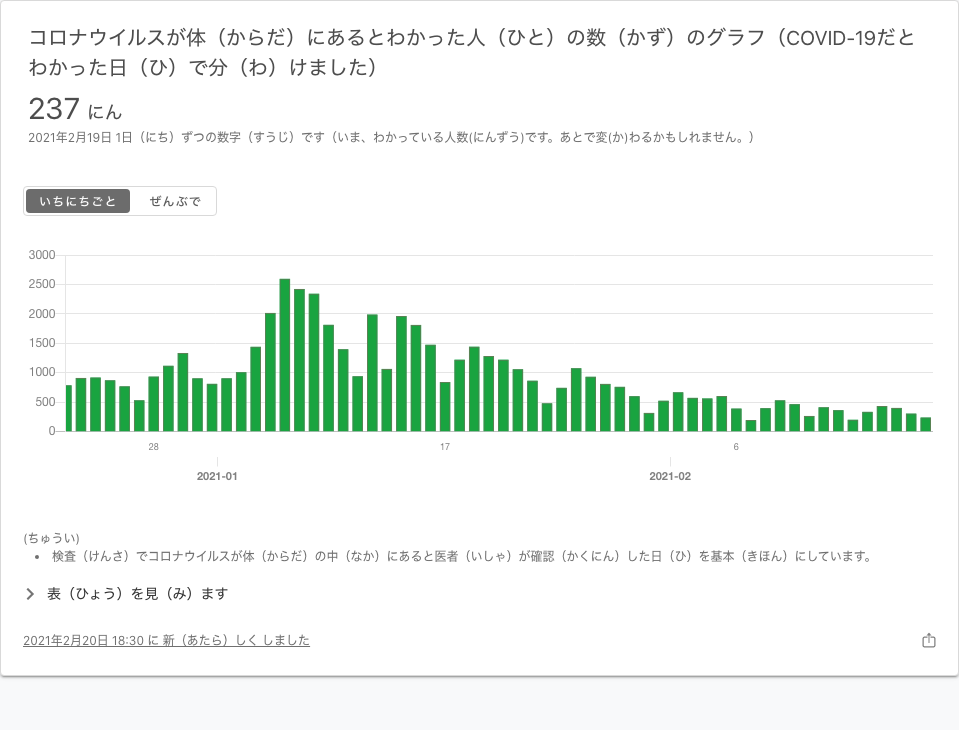 コロナウイルスが体（からだ）にあるとわかった人（ひと）の数（かず）のグラフ（COVID-19だと
わかった日（ひ）で分（わ）けました）
237 にん
2021年2月19日 1日（にち）ずつの数字（すうじ）です（いま、わかっている人数(にんずう)です。あとで変(か)わるかもしれません。）
いちにちごと ぜんぶで
3000
2500
2000
1500
1000
500
0
28 17 6
2021-01 2021-02
(ちゅうい)
• 検査（けんさ）でコロナウイルスが体（からだ）の中（なか）にあると医者（いしゃ）が確認（かくにん）した日（ひ）を基本（きほん）にしています。
表（ひょう）を見（み）ます
2021年2月20日 18:30 に 新（あたら）しく しました